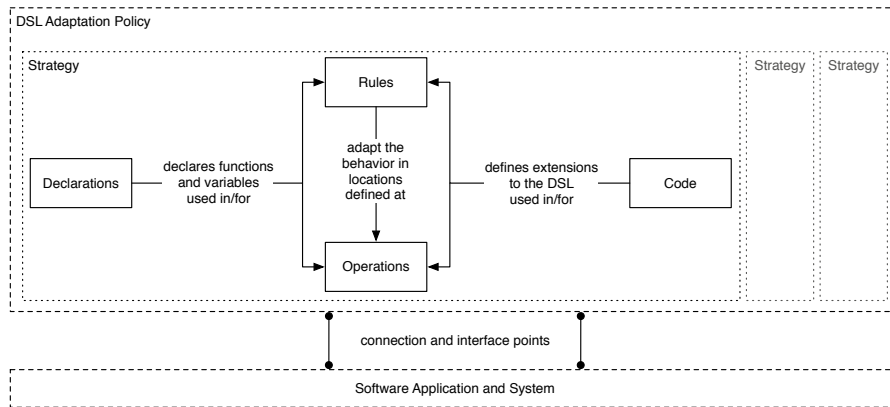 DSL Adaptation Policy
Strategy
Strategy
Strategy
Rules
adapt the
behavior in
locations
defined at
Declarations
declares functions
and variables
used in/for
defines extensions
to the DSL
used in/for
Code
Operations
connection and interface points
Software Application and System